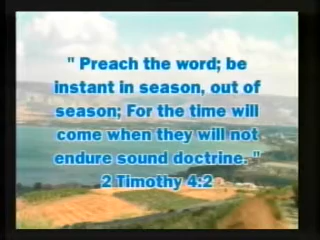 " Preach the word; be
instant in season, out of
season; For the time will
come when they will not
endure sound doctrine. "
2 Timothy 4:2